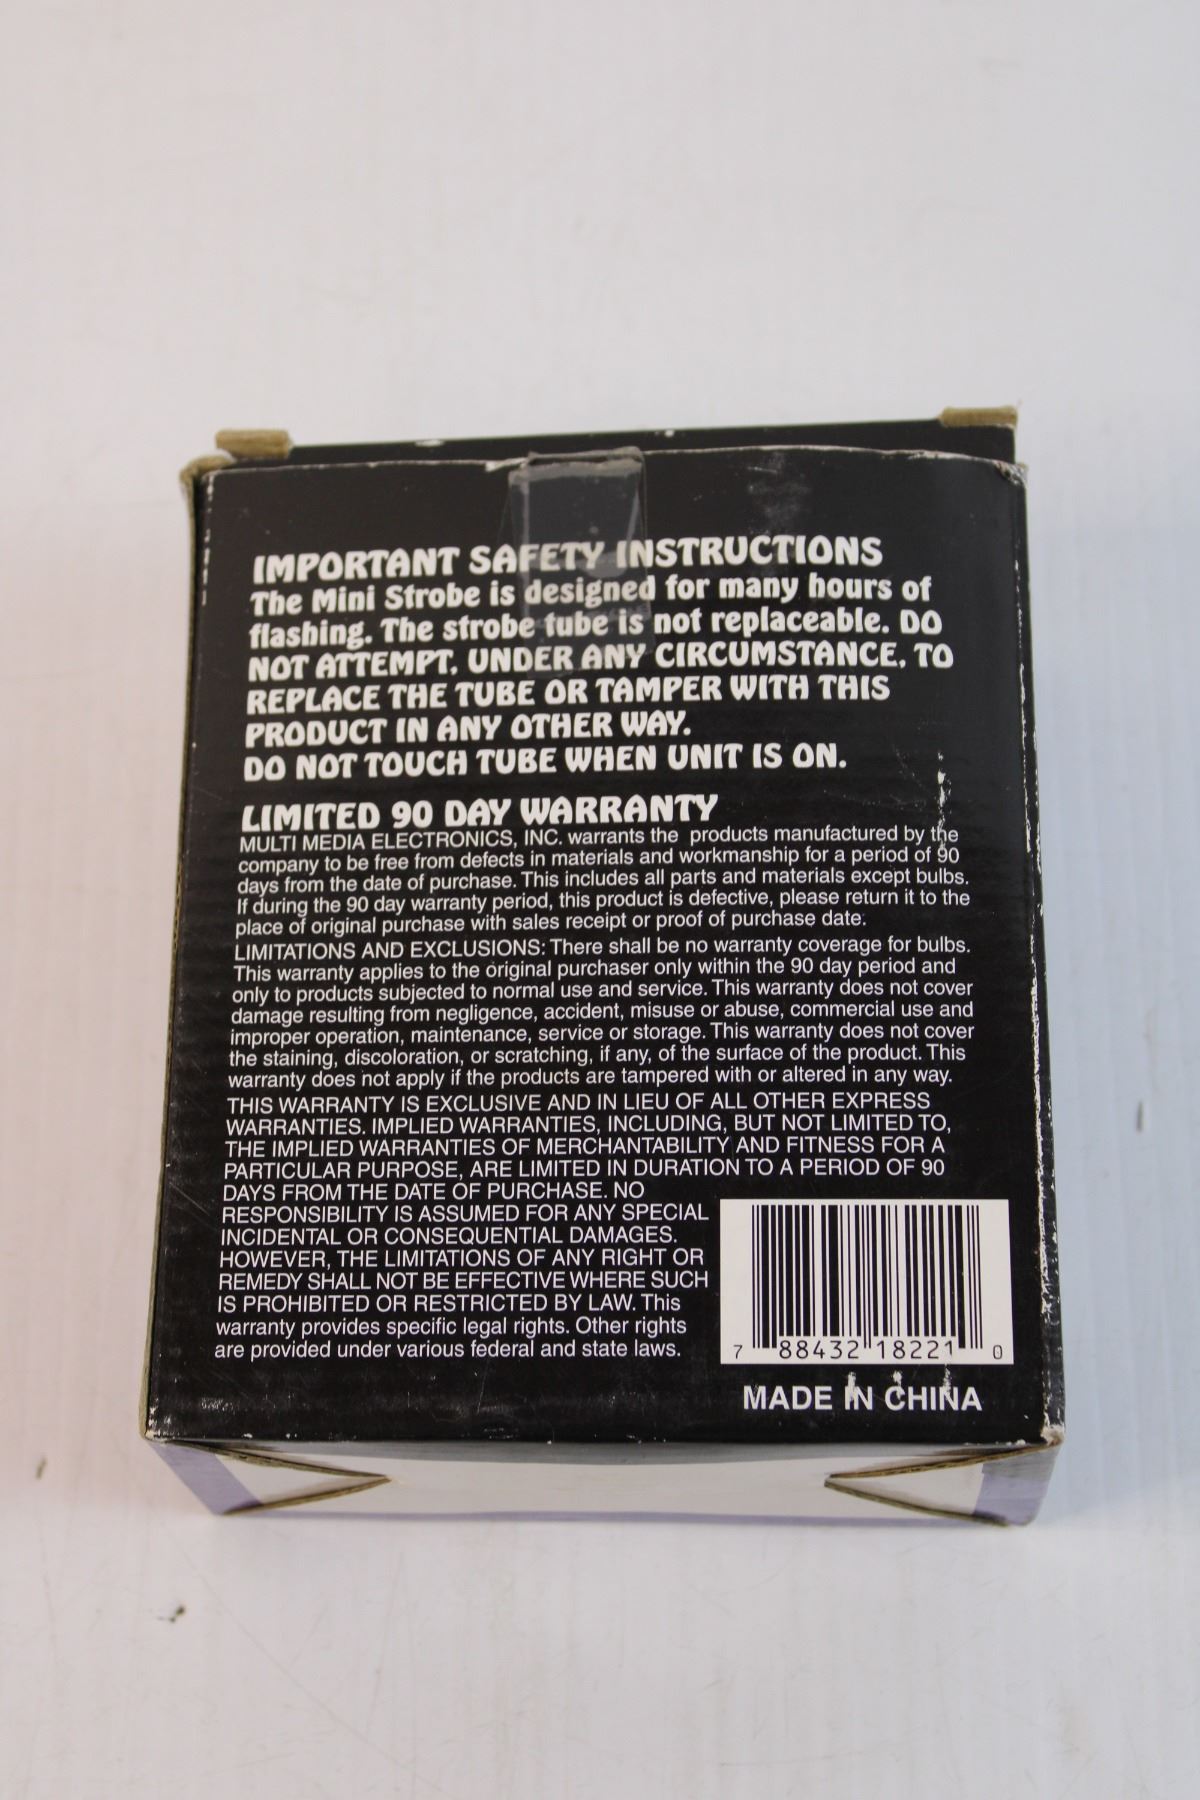 IMPORTANT SAFETY INSTRUCTIONS
The Mini Strobe is designed for many hours of
flashing. The strobe tube is not replaceable. DO
NOT ATTEMPT, UNDER ANY CIRCUMSTANCE, TO
REPLACE THE TUBE OR TAMPER WITH THIS
PRODUCT IN ANY OTHER WAY.
DO NOT TOUCH TUBE WHEN UNIT IS ON.
LIMITED 90 DAY WARRANTY
MULTI MEDIA ELECTRONICS, INC. warrants the products manufactured by the
company to be free from defects in materials and workmanship for a period of 90
days from the date of purchase. This includes all parts and materials except bulbs.
If during the 90 day warranty period, this product is defective, please return it to the
place of original purchase with sales receipt or proof of purchase date.
LIMITATIONS AND EXCLUSIONS: There shall be no warranty coverage for bulbs.
This warranty applies to the original purchaser only within the 90 day period and
only to products subjected to normal use and service. This warranty does not cover
damage resulting from negligence, accident, misuse or abuse, commercial use and
improper operation, maintenance, service or storage. This warranty does not cover
the staining, discoloration, or scratching, if any, of the surface of the product. This
warranty does not apply if the products are tampered with or altered in any way.
THIS WARRANTY IS EXCLUSIVE AND IN LIEU OF ALL OTHER EXPRESS
WARRANTIES. IMPLIED WARRANTIES, INCLUDING, BUT NOT LIMITED TO,
THE IMPLIED WARRANTIES OF MERCHANTABILITY AND FITNESS FOR A
PARTICULAR PURPOSE, ARE LIMITED IN DURATION TO A PERIOD OF 90
DAYS FROM THE DATE OF PURCHASE. NO
RESPONSIBILITY IS ASSUMED FOR ANY SPECIAL
INCIDENTAL OR CONSEQUENTIAL DAMAGES.
HOWEVER, THE LIMITATIONS OF ANY RIGHT OR
REMEDY SHALL NOT BE EFFECTIVE WHERE SUCH
IS PROHIBITED OR RESTRICTED BY LAW. This
warranty provides specific legal rights. Other rights
are provided under various federal and state laws.
7 88432 18221 0
MADE IN CHINA